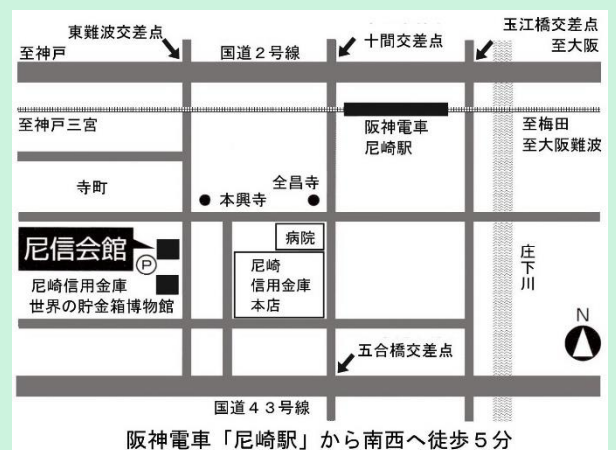 東難波交差点
十間交差点
玉江橋交差点
至神戸
国道2号線
至大阪
至神戸三宮
阪神電車
尼崎駅
至梅田
至大阪難波
寺町
本興寺
全昌寺
尼信会館
P
病院
尼崎信用金庫
世界の貯金箱博物館
尼崎
信用金庫
本店
庄下川
N
五合橋交差点
国道43号線
阪神電車「尼崎駅」から南西へ徒歩5分